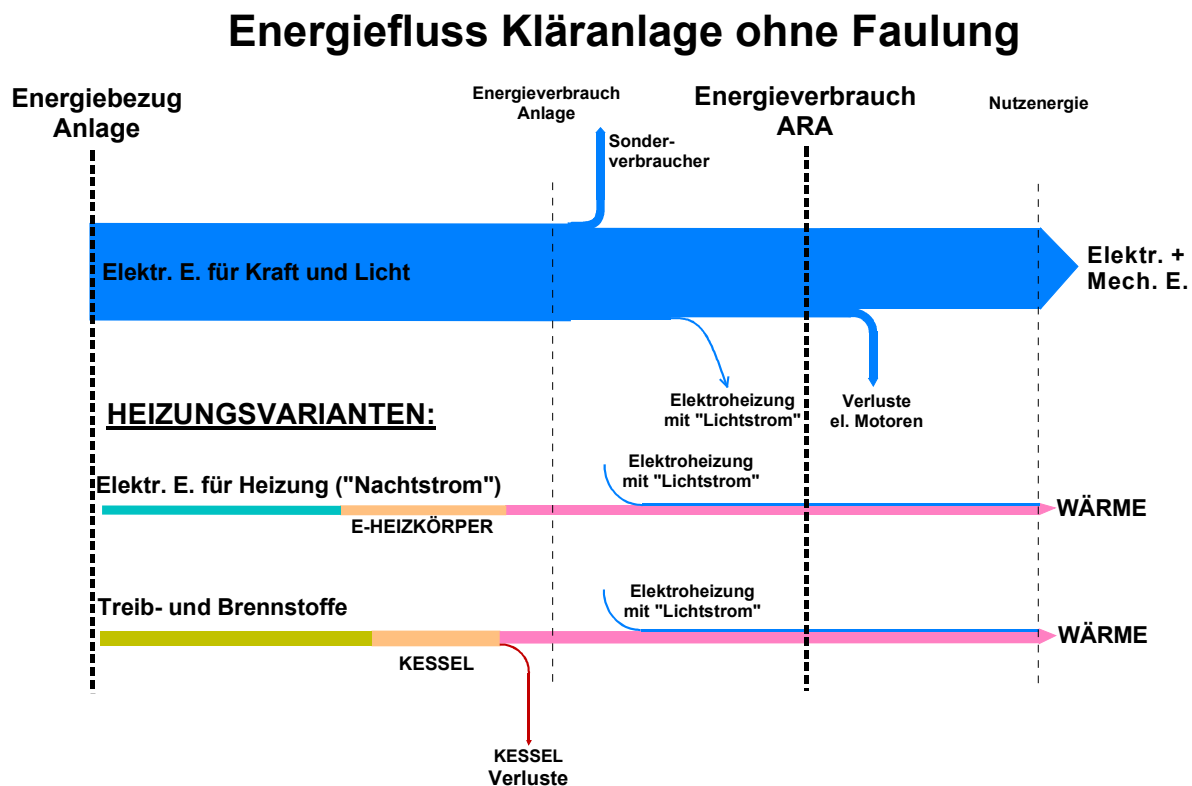 Energiefluss Kläranlage ohne Faulung
Energiebezug
Anlage
Energieverbrauch
Anlage
Energieverbrauch
ARA
Nutzenergie
Sonder-
verbraucher
Elektr. E. für Kraft und Licht
Elektr. +
Mech. E.
Elektroheizung
mit "Lichtstrom"
Verluste
el. Motoren
HEIZUNGSVARIANTEN:
Elektroheizung
mit "Lichtstrom"
Elektr. E. für Heizung ("Nachtstrom")
E-HEIZKÖRPER
WÄRME
Elektroheizung
mit "Lichtstrom"
Treib- und Brennstoffe
KESSEL
WÄRME
KESSEL
Verluste